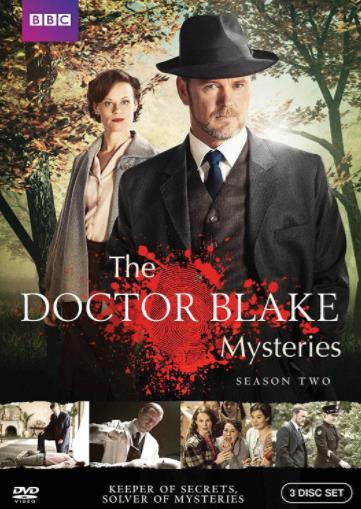 BBC
The
DOCTOR BLAKE
Mysteries
SEASON TWO
DVD
VIDEO
KEEPER OF SECRETS,
SOLVER OF MYSTERIES
3 DISC SET